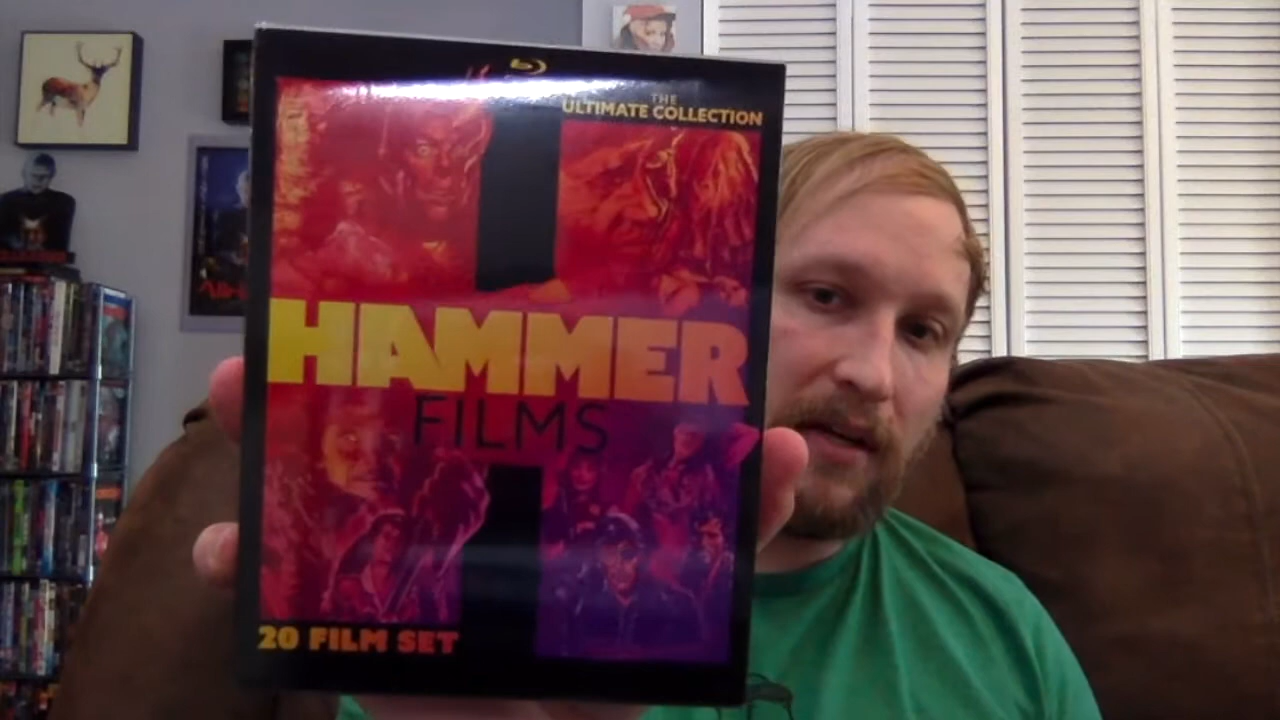 THE
ULTIMATE COLLECTION
HAMMER
FILMS
20 FILM SET